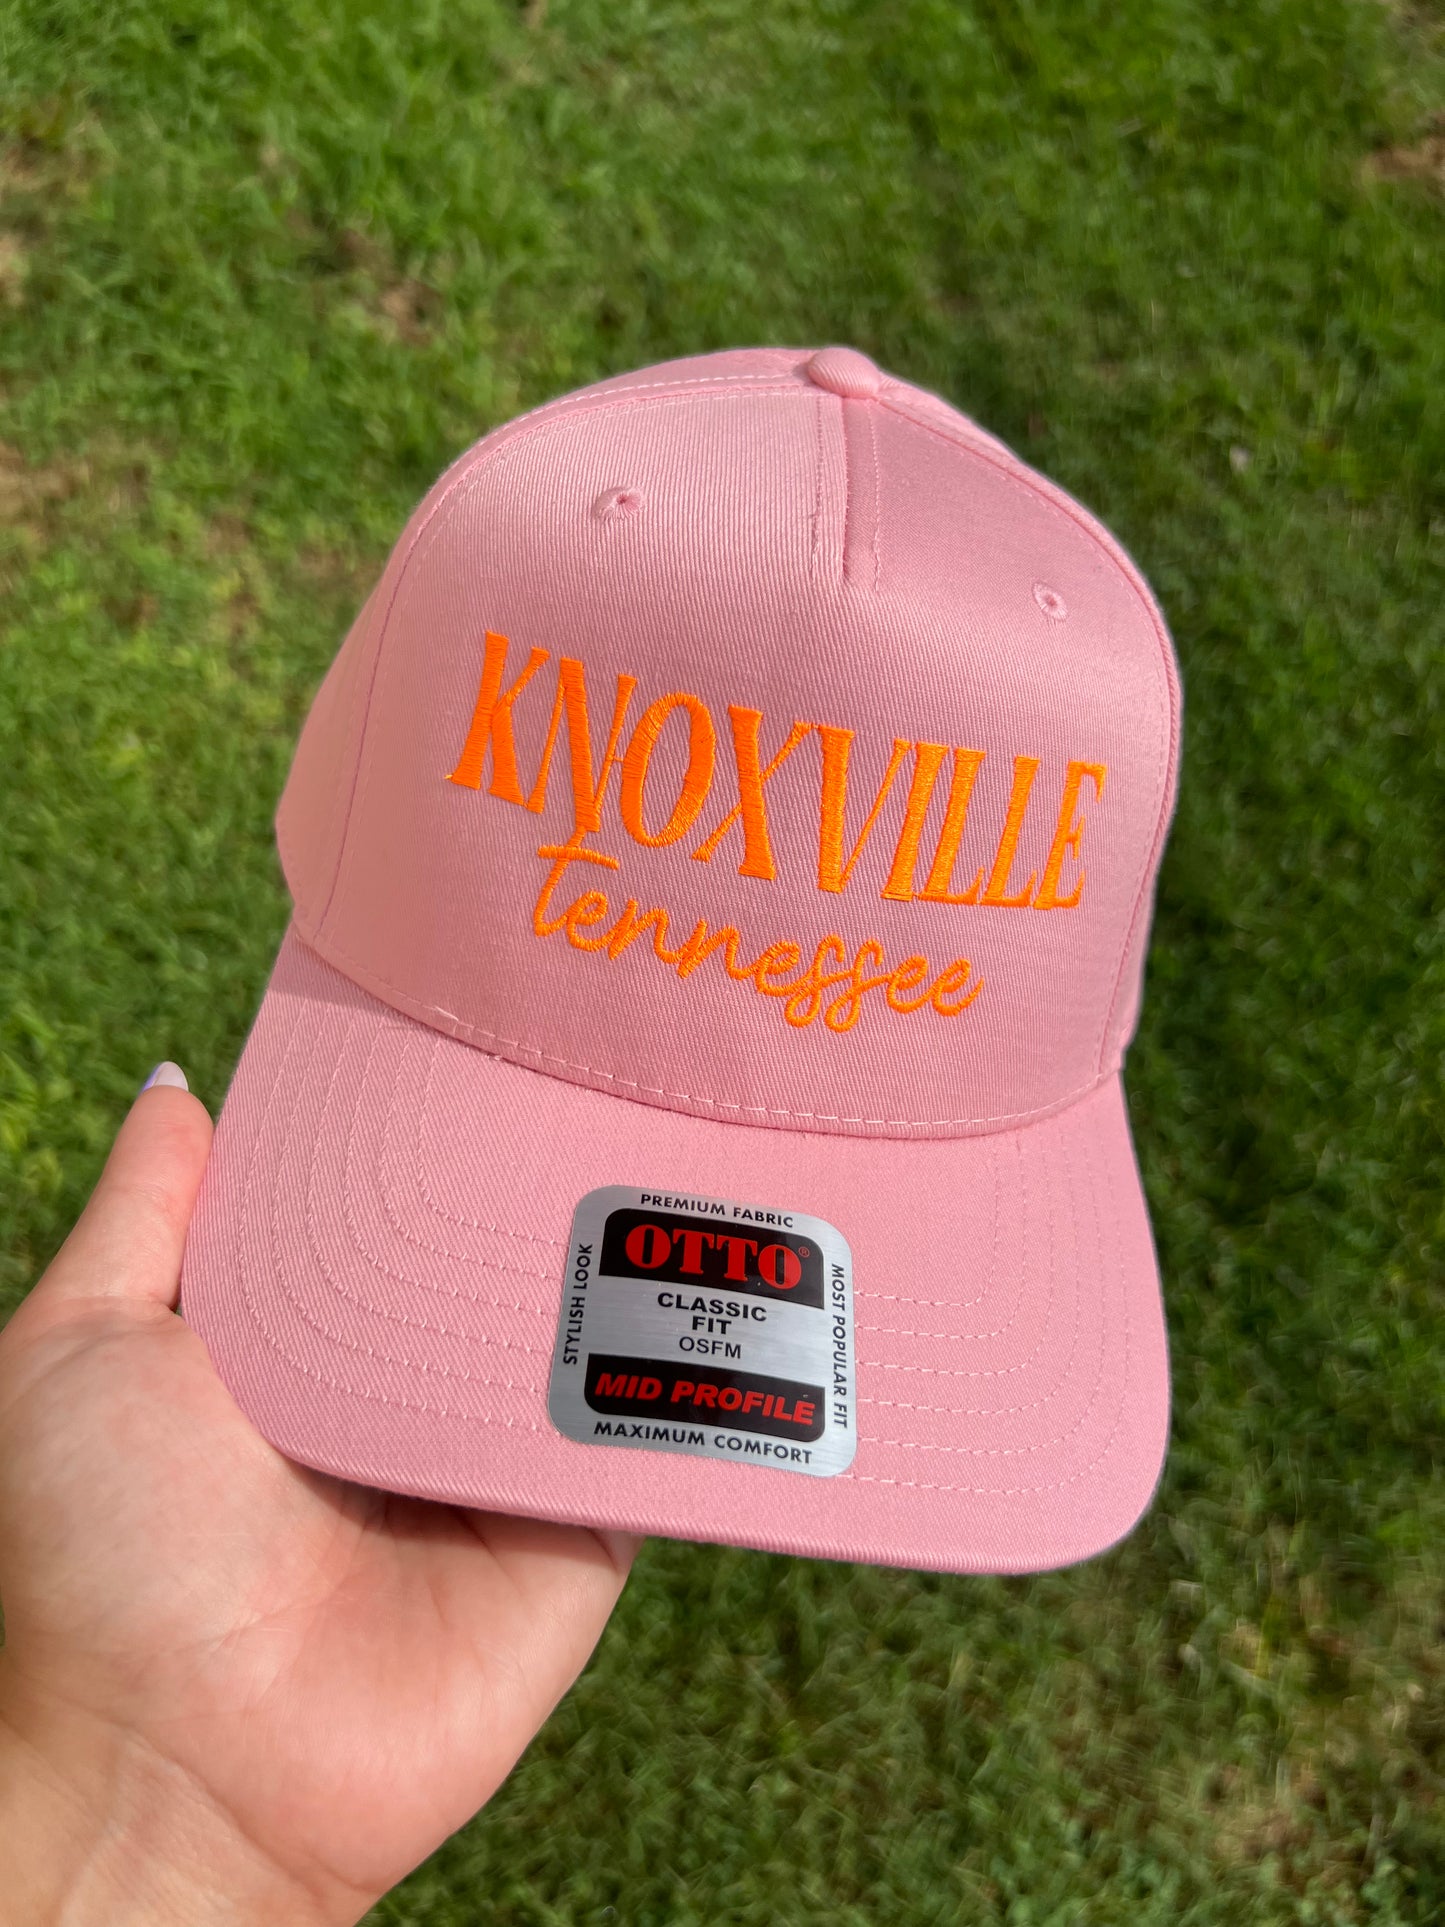 KNOXVILLE
tennessee
PREMIUM FABRIC
OTTO®
STYLISH LOOK
CLASSIC
FIT
OSFM
MOST POPULAR FIT
MID PROFILE
MAXIMUM COMFORT